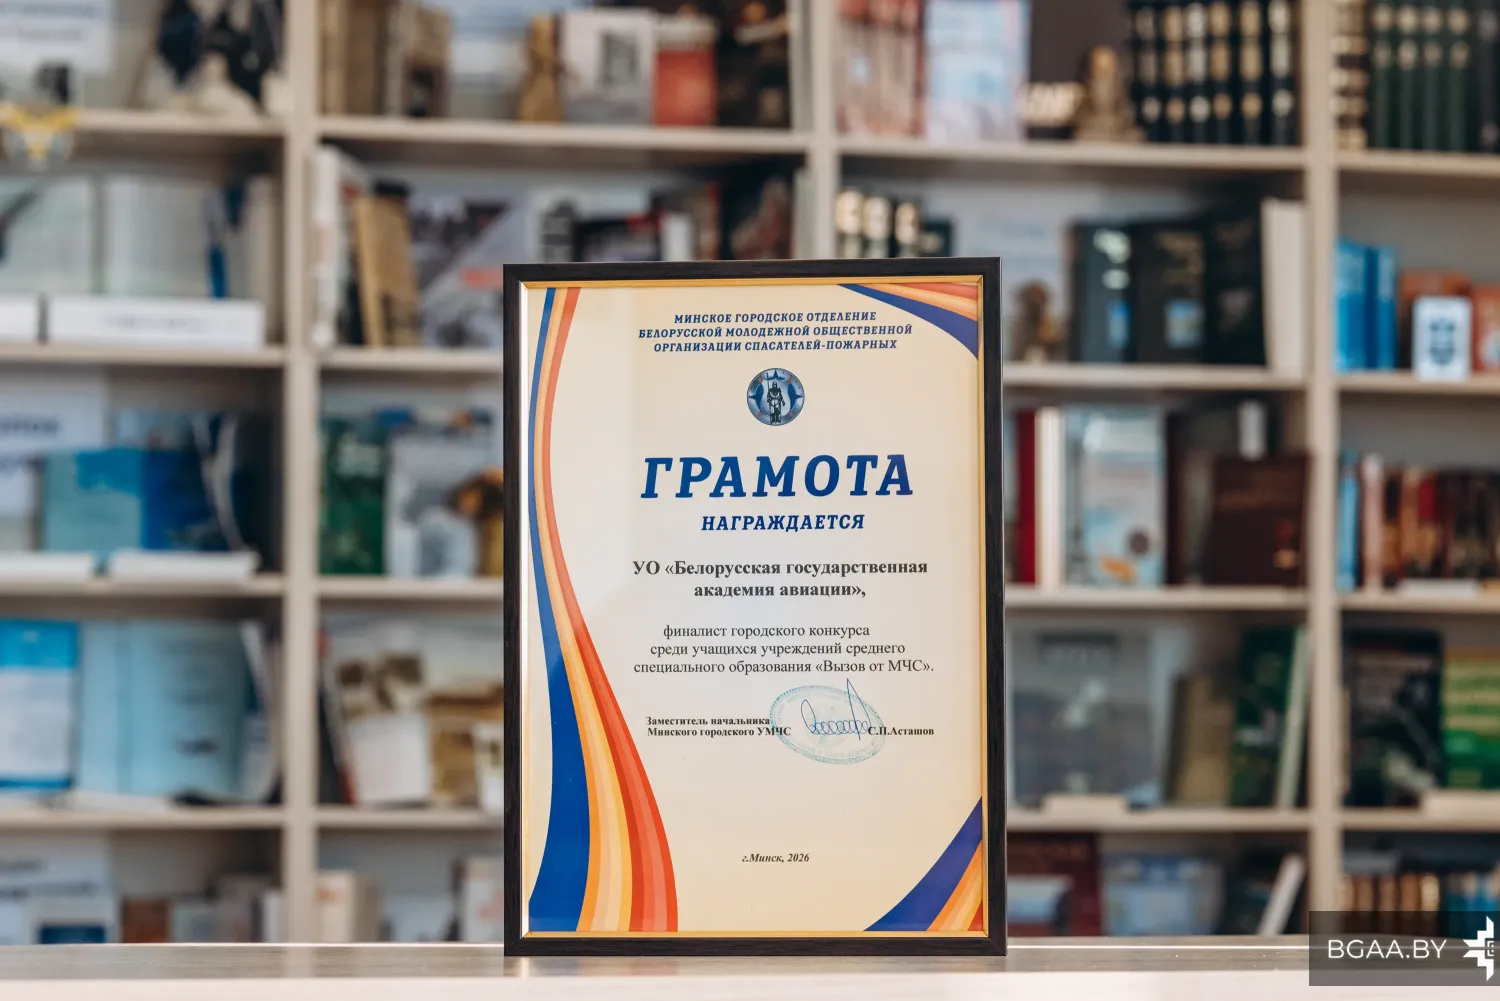 МИНСКОЕ ГОРОДСКОЕ ОТДЕЛЕНИЕ
БЕЛОРУССКОЙ МОЛОДЕЖНОЙ ОБЩЕСТВЕННОЙ
ОРГАНИЗАЦИИ СПАСАТЕЛЕЙ-ПОЖАРНЫХ
ГРАМОТА
НАГРАЖДАЕТСЯ
УО «Белорусская государственная
академия авиации»,
финалист городского конкурса
среди учащихся учреждений среднего
специального образования «Вызов от МЧС».
Заместитель начальника
Минского городского УМЧС С.П.Асташов
г.Минск, 2026
BGAA.BY